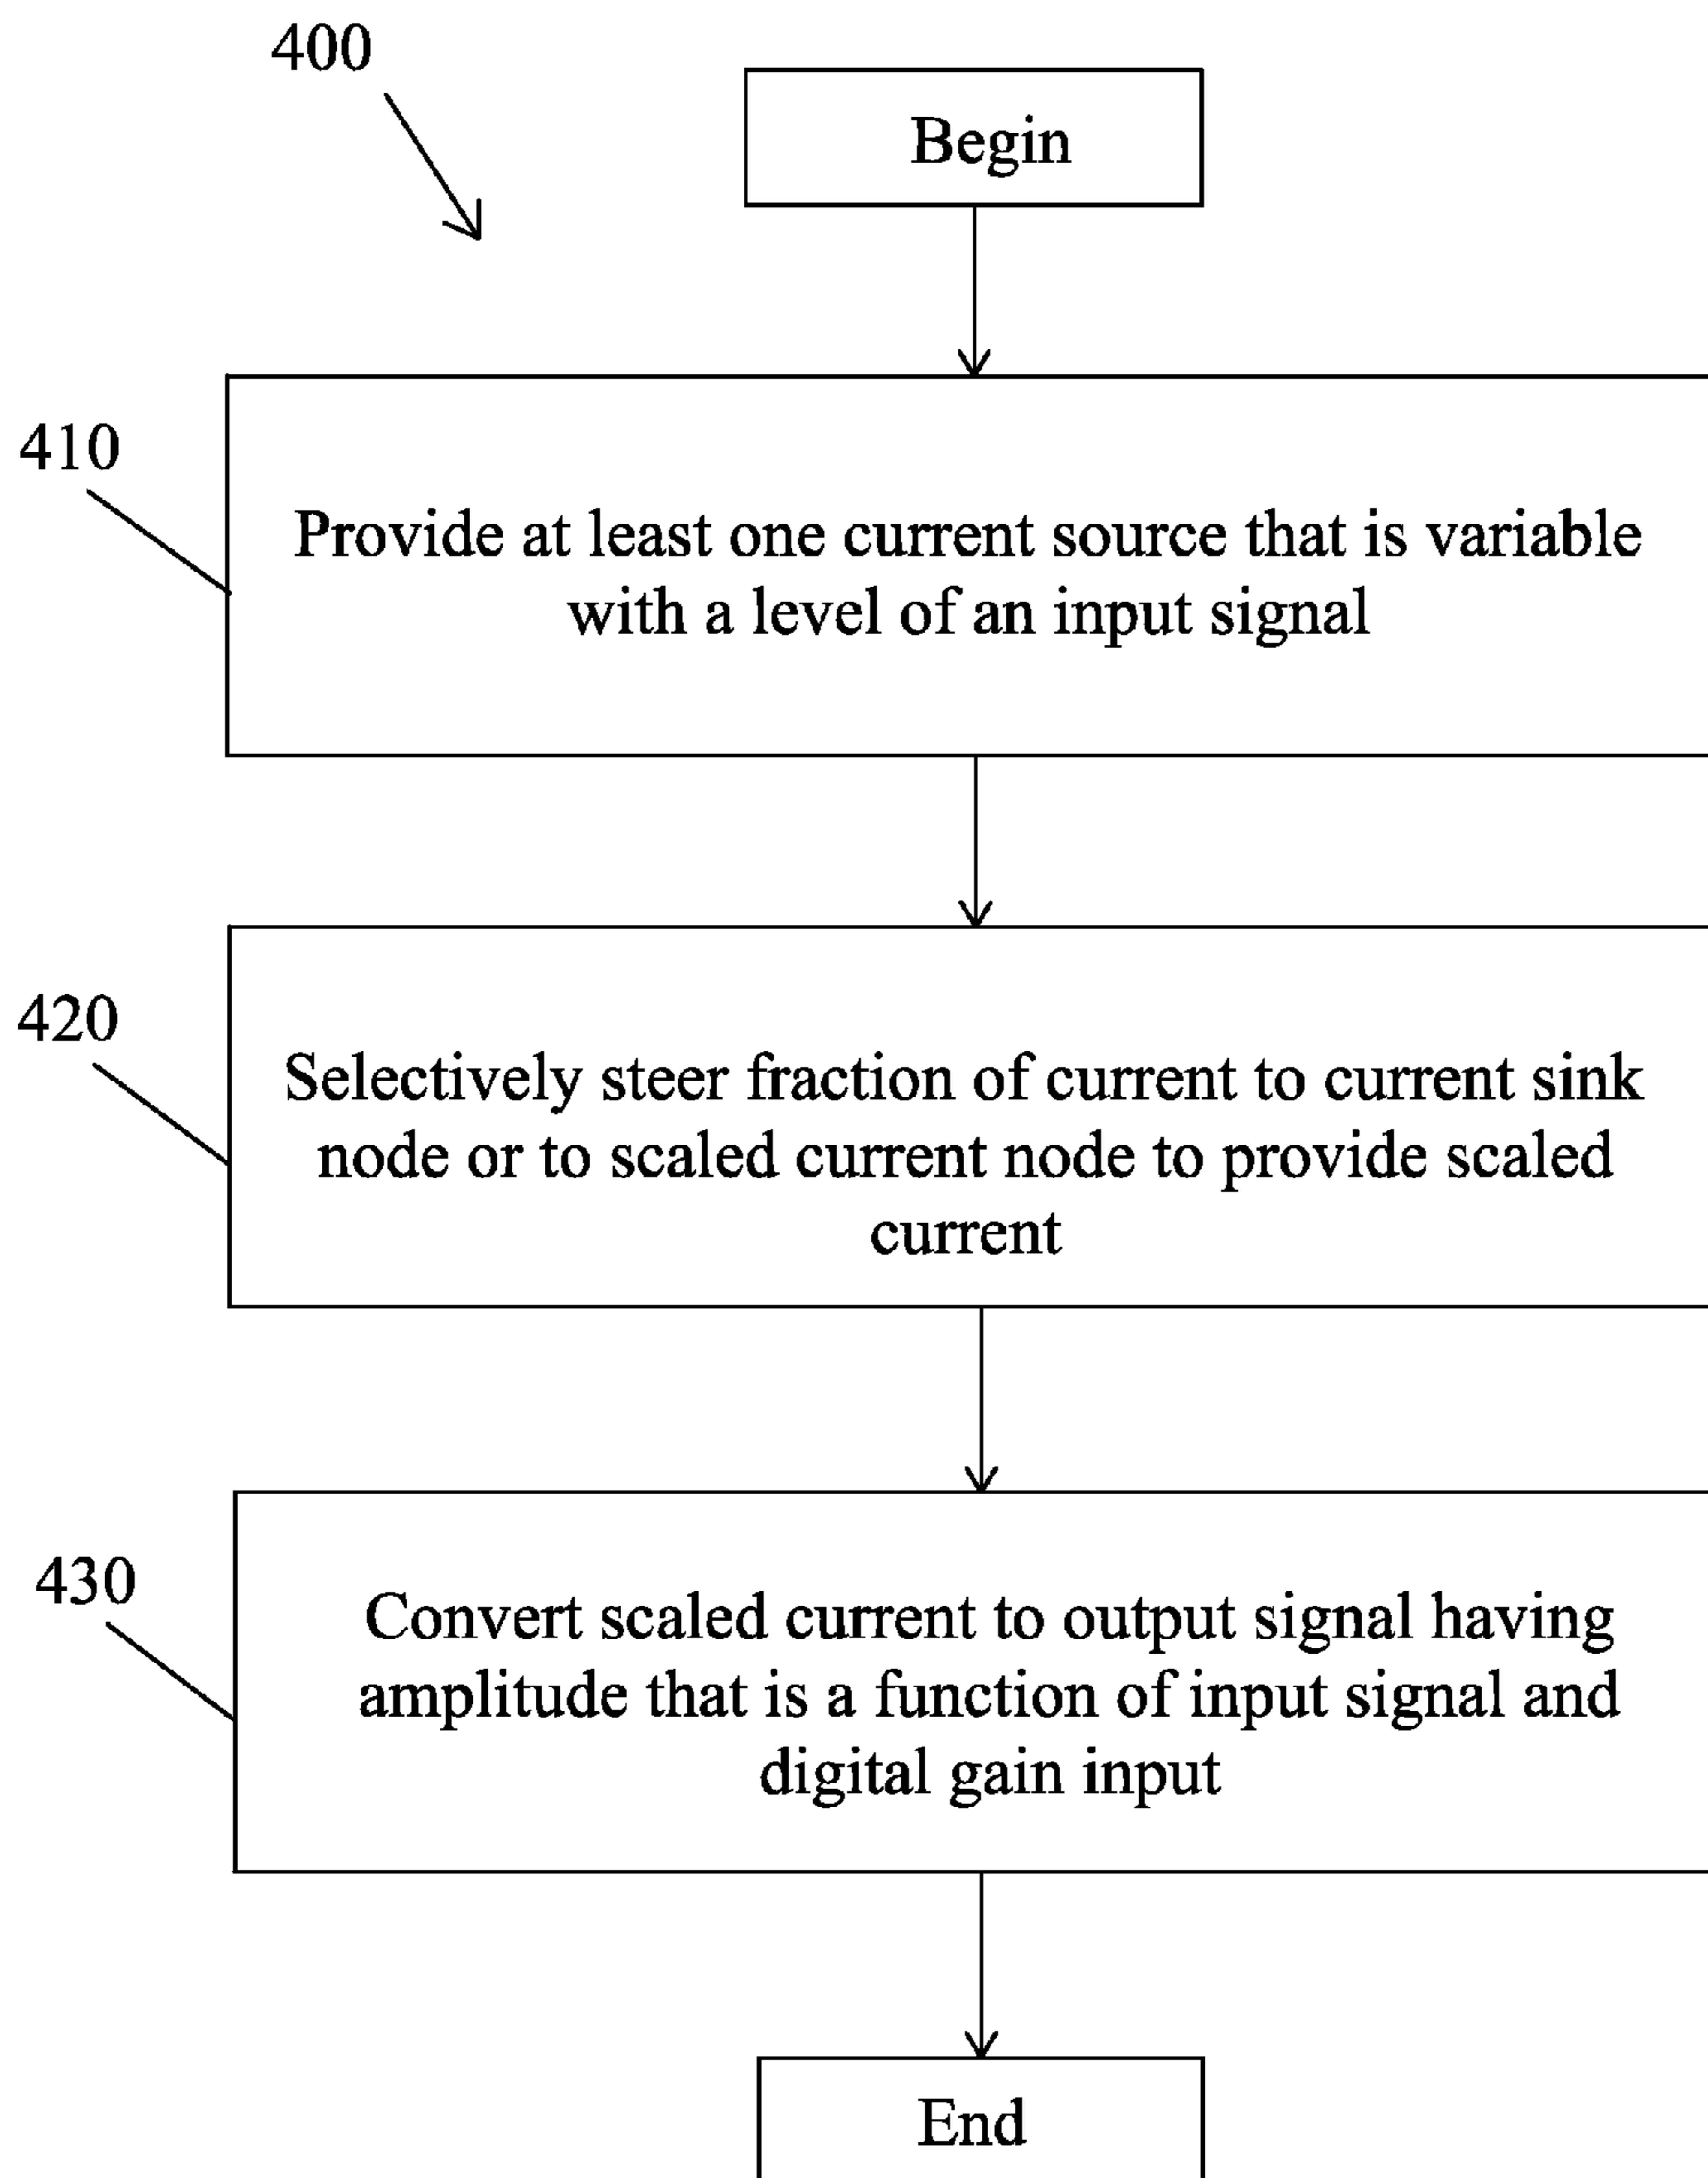 400
Begin
410
Provide at least one current source that is variable
with a level of an input signal
420
Selectively steer fraction of current to current sink
node or to scaled current node to provide scaled
current
430
Convert scaled current to output signal having
amplitude that is a function of input signal and
digital gain input
End